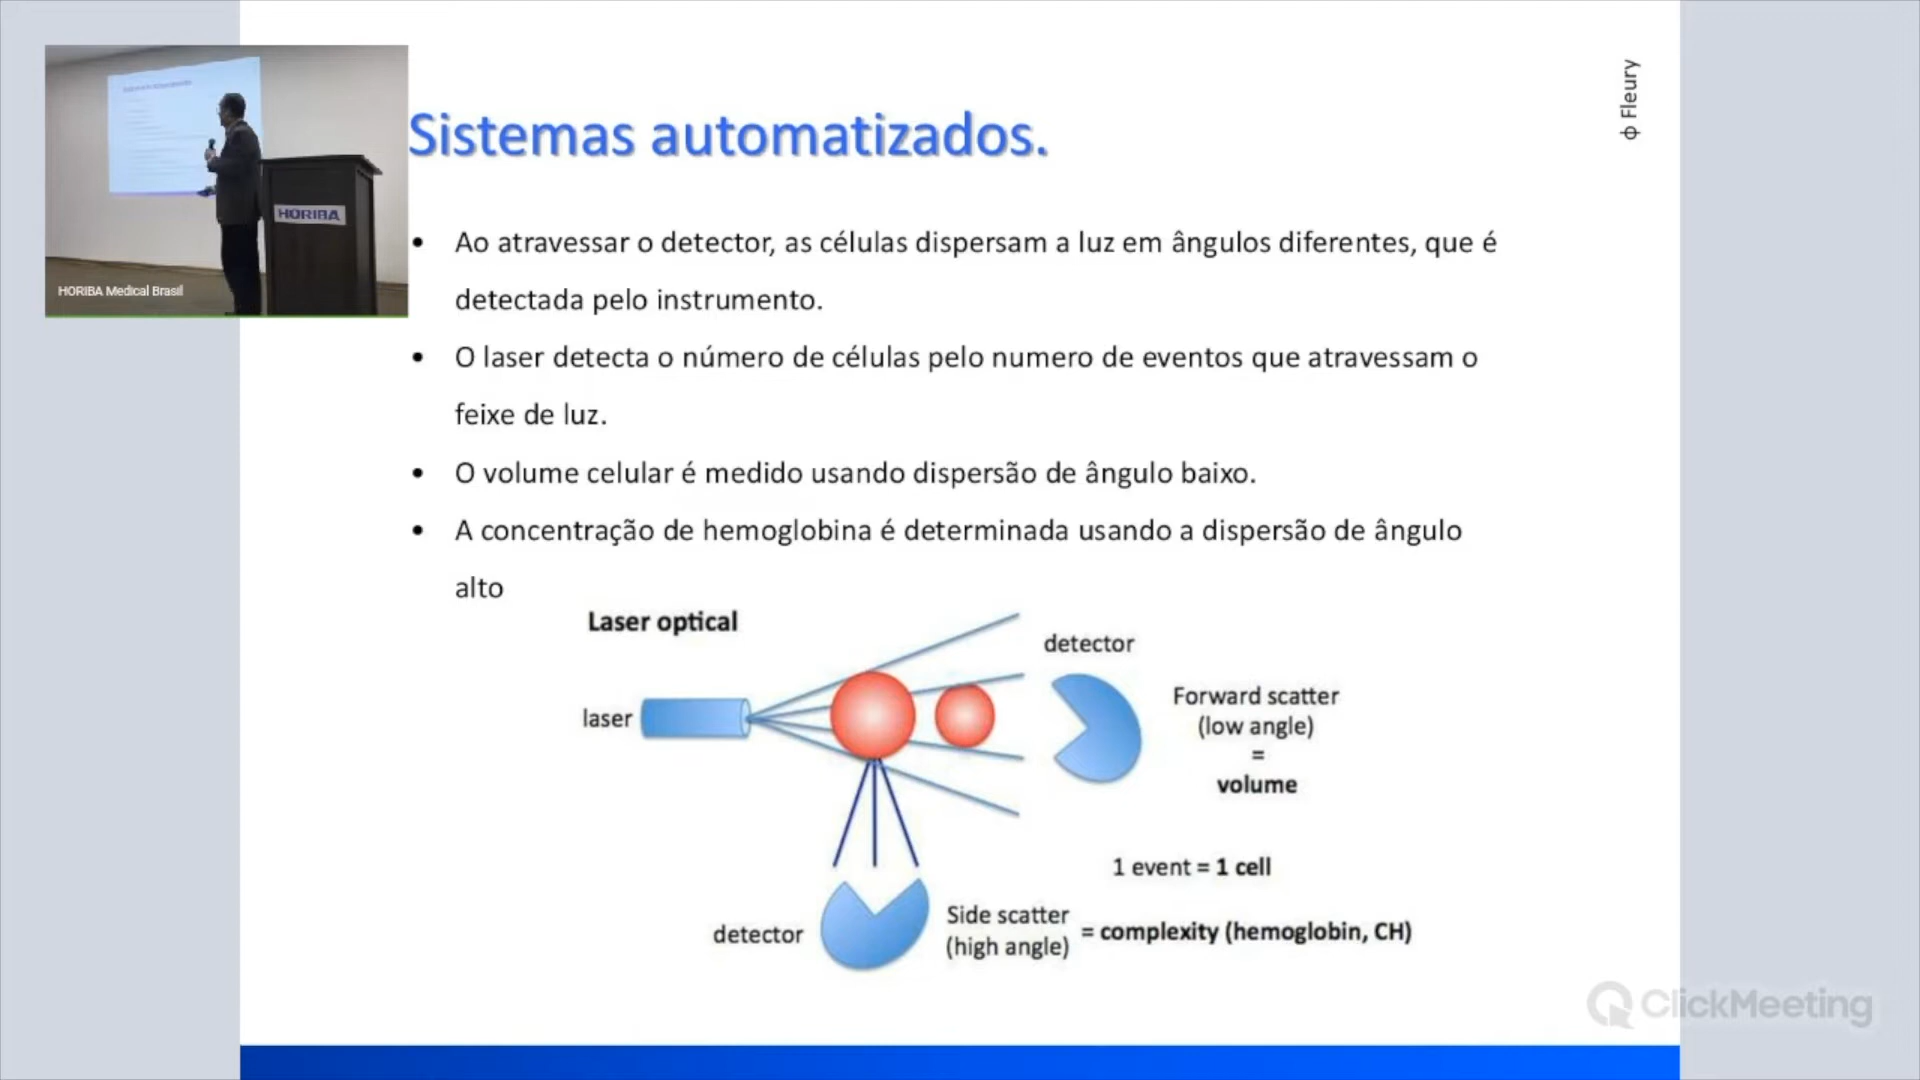 ф Fleury
Sistemas automatizados.
HORIBA
HORIBA Medical Brasil
• Ao atravessar o detector, as células dispersam a luz em ângulos diferentes, que é
detectada pelo instrumento.
• O laser detecta o número de células pelo numero de eventos que atravessam o
feixe de luz.
• O volume celular é medido usando dispersão de ângulo baixo.
• A concentração de hemoglobina é determinada usando a dispersão de ângulo
alto
Laser optical
detector
laser
Forward scatter
(low angle)
=
volume
1 event = 1 cell
detector
Side scatter
(high angle)
= complexity (hemoglobin, CH)
ClickMeeting